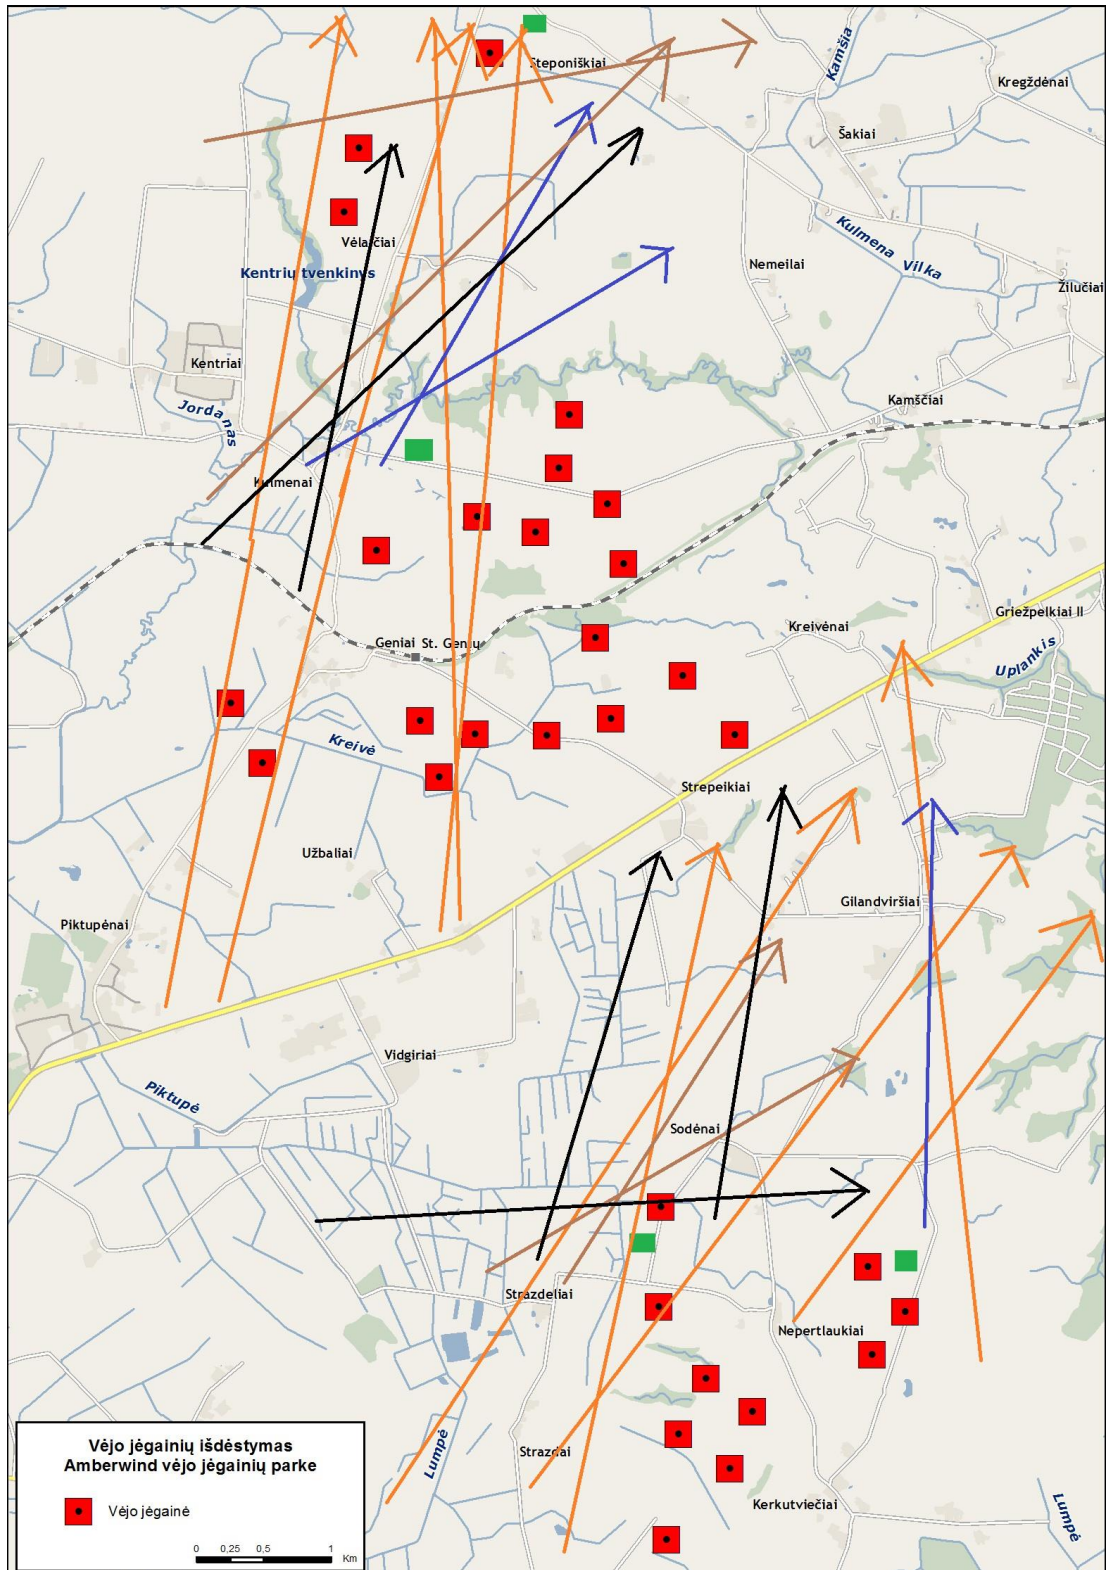 Steponiškiai
Kamšia
Kregždėnai
Šakiai
Vėlaičiai
Kulmena Vilka
Kentrių tvenkinys
Nemeilai
Žilučiai
Kentriai
Jordanas
Kamščiai
Kulmenai
Griežpelkiai II
Kreivėnai
Geniai St. Genių
Uplankis
Kreivė
Strepeikiai
Užbaliai
Gilandviršiai
Piktupėnai
Vidgiriai
Piktupė
Sodėnai
Strazdeliai
Nepertlaukiai
Lumpė
Strazdai
Kerkutviečiai
Lumpė
Vėjo jėgainių išdėstymas
Amberwind vėjo jėgainių parke
Vėjo jėgainė
0 0,25 0,5 1
Km